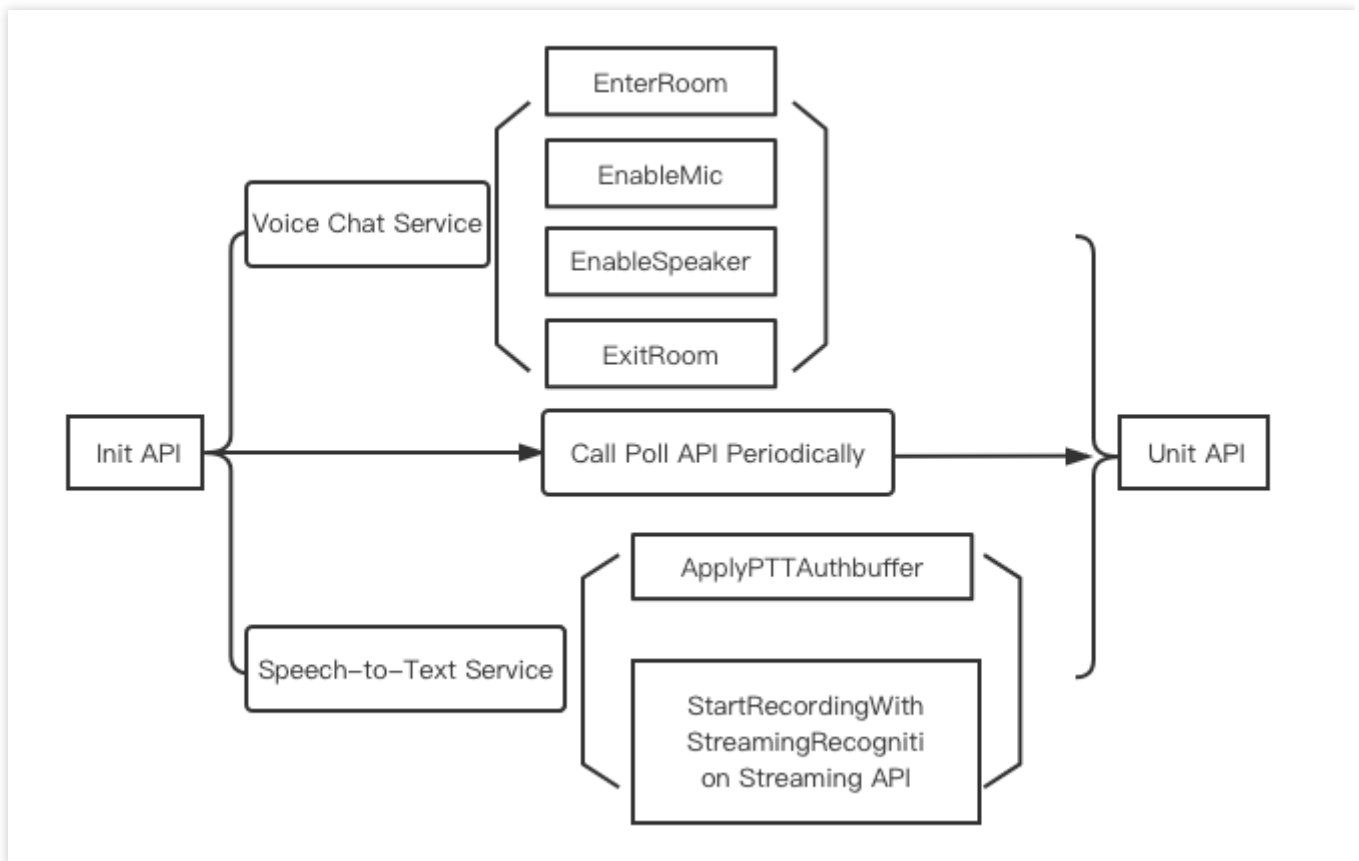 EnterRoom
EnableMic
Voice Chat Service
EnableSpeaker
ExitRoom
Init API
Call Poll API Periodically
Unit API
ApplyPTTAuthbuffer
Speech-to-Text Service
StartRecordingWith
StreamingRecogniti
on Streaming API